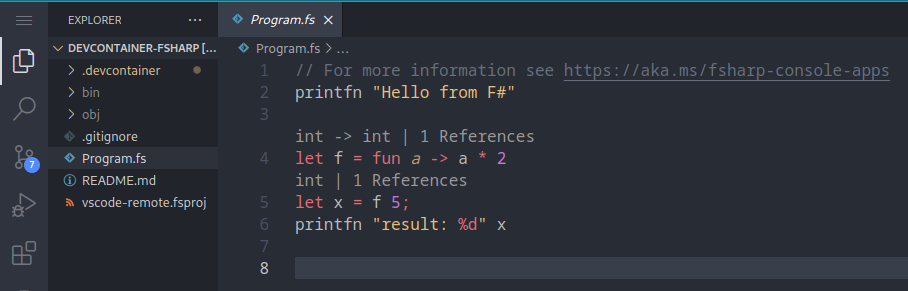 EXPLORER ...
DEVCONTAINER-FSHARP [...
.devcontainer
bin
obj
.gitignore
Program.fs
README.md
vscode-remote.fsproj
7
Program.fs
Program.fs > ...
1 // For more information see https://aka.ms/fsharp-console-apps
2 printfn "Hello from F#"
3
int -> int | 1 References
4 let f = fun a -> a * 2
int | 1 References
5 let x = f 5;
6 printfn "result: %d" x
7
8